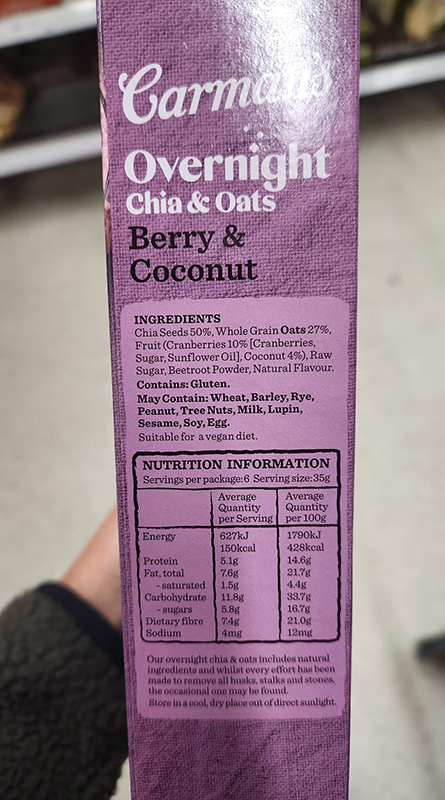 Carman's
Overnight
Chia & Oats
Berry &
Coconut
INGREDIENTS
Chia Seeds 50%, Whole Grain Oats 27%,
Fruit (Cranberries 10% [Cranberries,
Sugar, Sunflower Oil], Coconut 4%), Raw
Sugar, Beetroot Powder, Natural Flavour.
Contains: Gluten.
May Contain: Wheat, Barley, Rye,
Peanut, Tree Nuts, Milk, Lupin,
Sesame, Soy, Egg.
Suitable for a vegan diet.
NUTRITION INFORMATION
Servings per package: 6 Serving size: 35g
Average Quantity per Serving Average Quantity per 100g
Energy 627kJ 1790kJ
150kcal 428kcal
Protein 5.1g 14.6g
Fat, total 7.6g 21.7g
- saturated 1.5g 4.4g
Carbohydrate 11.8g 33.7g
- sugars 5.8g 16.7g
Dietary fibre 7.4g 21.0g
Sodium 4mg 12mg
Our overnight chia & oats includes natural
ingredients and whilst every effort has been
made to remove all husks, stalks and stones,
the occasional one may be found.
Store in a cool, dry place out of direct sunlight.